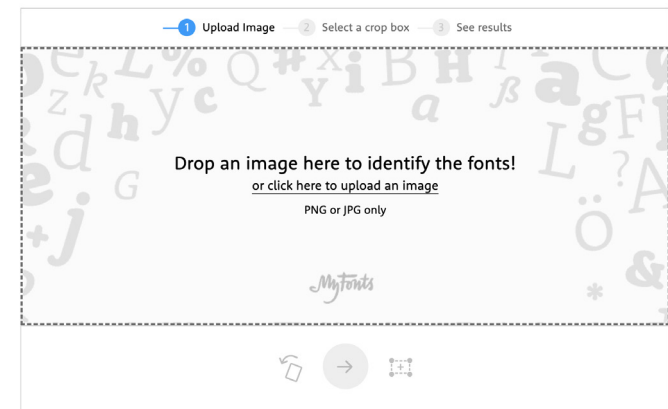 1 Upload Image 2 Select a crop box 3 See results
Drop an image here to identify the fonts!
or click here to upload an image
PNG or JPG only
MyFonts